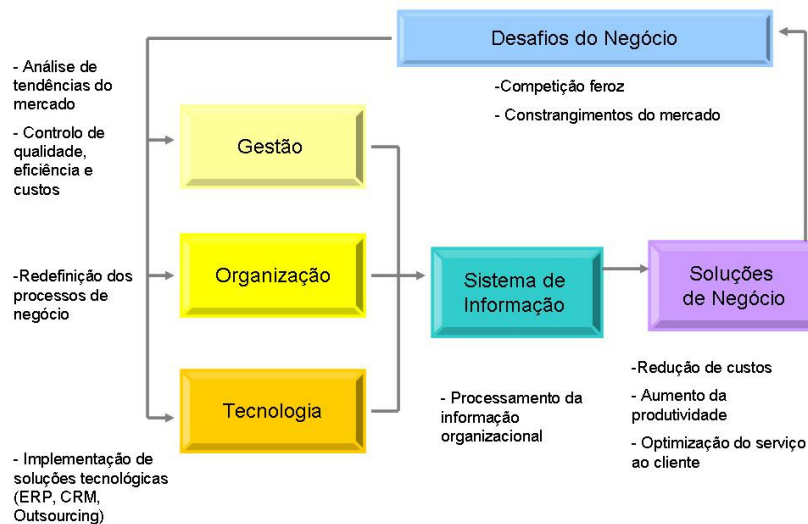 Desafios do Negócio
-Competição feroz
- Constrangimentos do mercado
- Análise de
tendências do
mercado
- Controlo de
qualidade,
eficiência e
custos
Gestão
-Redefinição dos
processos de
negócio
Organização
Sistema de
Informação
Soluções
de Negócio
Tecnologia
- Processamento da
informação
organizacional
-Redução de custos
- Aumento da
produtividade
- Optimização do serviço
ao cliente
- Implementação de
soluções tecnológicas
(ERP, CRM,
Outsourcing)